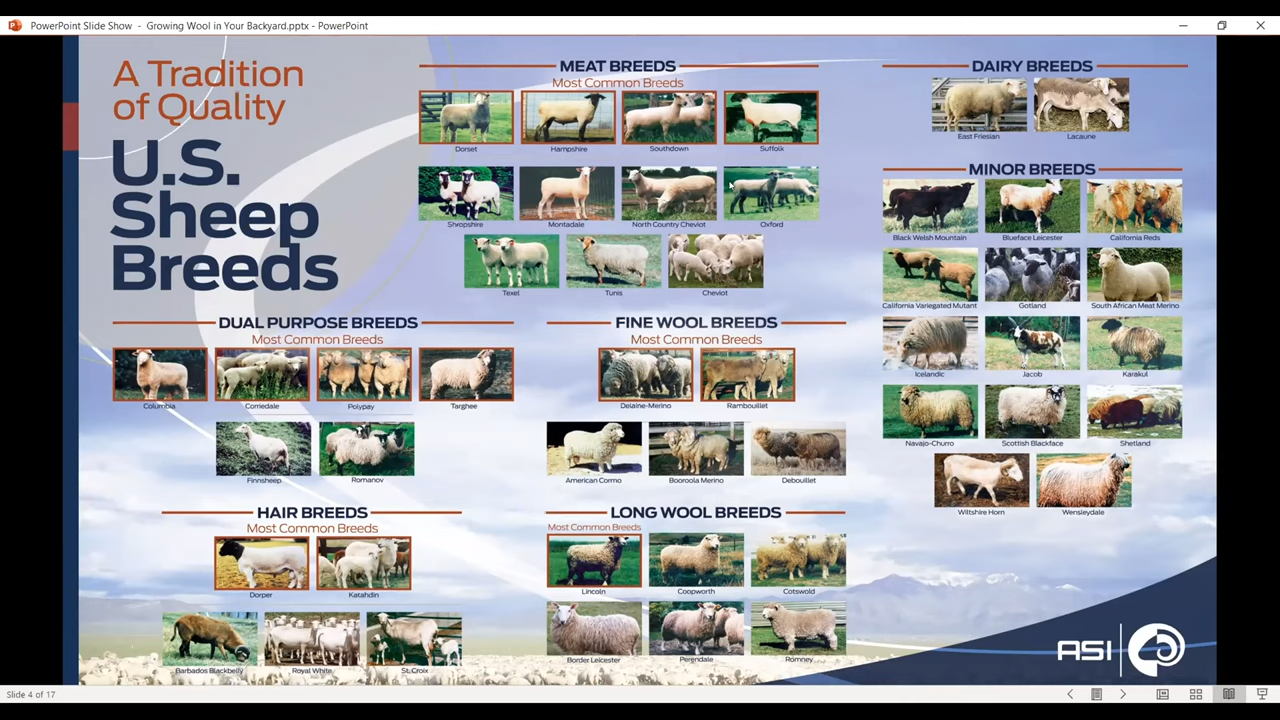 PowerPoint Slide Show - Growing Wool in Your Backyard.pptx - PowerPoint
A Tradition
of Quality
U.S.
Sheep
Breeds
MEAT BREEDS
Most Common Breeds
Dorset
Hampshire
Southdown
Suffolk
Shropshire
Montadale
North Country Cheviot
Oxford
Texel
Tunis
Cheviot
DAIRY BREEDS
East Friesian
Lacaune
MINOR BREEDS
Black Welsh Mountain
Blueface Leicester
California Reds
California Variegated Mutant
Gotland
South African Meat Merino
Icelandic
Jacob
Karakul
Navajo-Churro
Scottish Blackface
Shetland
Wiltshire Horn
Wensleydale
DUAL PURPOSE BREEDS
Most Common Breeds
Columbia
Corriedale
Polypay
Targhee
Finnsheep
Romanov
FINE WOOL BREEDS
Most Common Breeds
Delaine-Merino
Rambouillet
American Cormo
Booroola Merino
Debouillet
HAIR BREEDS
Most Common Breeds
Dorper
Katahdin
Barbados Blackbelly
Royal White
St. Croix
LONG WOOL BREEDS
Most Common Breeds
Lincoln
Coopworth
Cotswold
Border Leicester
Perendale
Romney
ASI
Slide 4 of 17